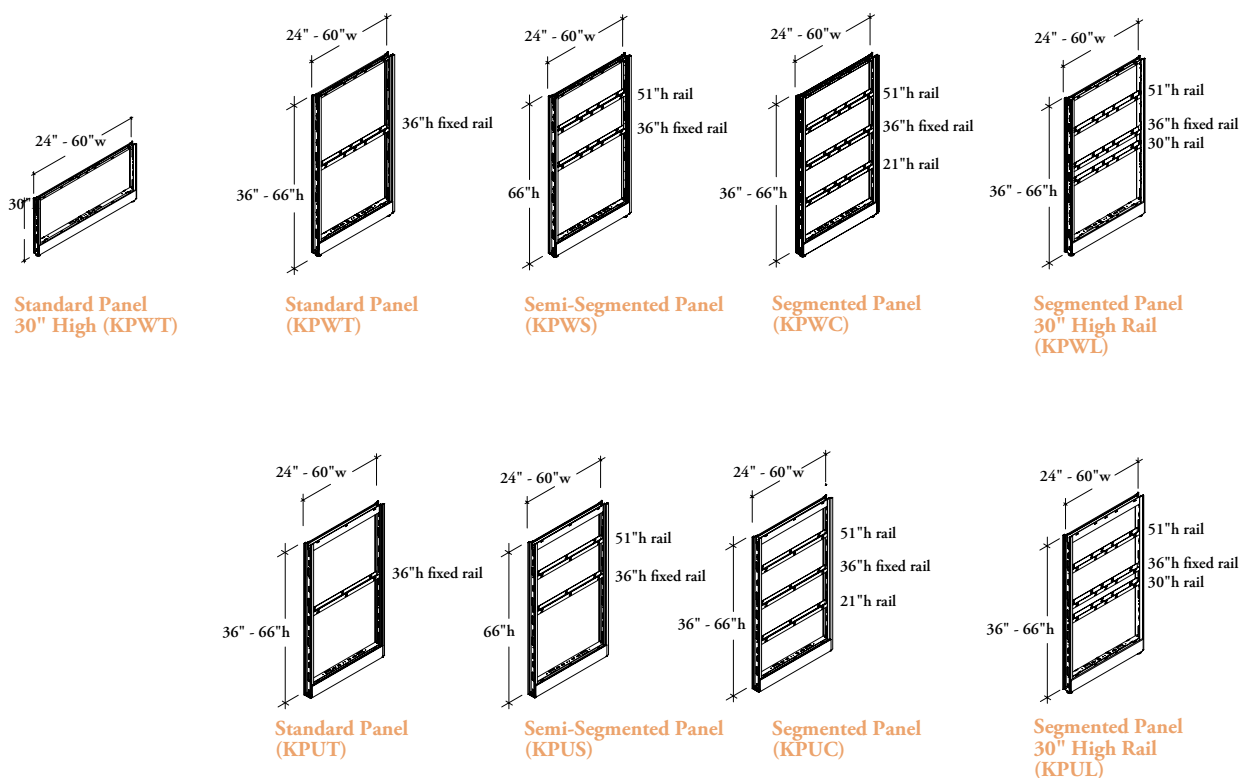 24" - 60"w
30"
Standard Panel
30" High (KPWT)
24" - 60"w
36"h fixed rail
36" - 66"h
Standard Panel
(KPWT)
24" - 60"w
51"h rail
36"h fixed rail
66"h
Semi-Segmented Panel
(KPWS)
24" - 60"w
51"h rail
36"h fixed rail
21"h rail
36" - 66"h
Segmented Panel
(KPWC)
24" - 60"w
51"h rail
36"h fixed rail
30"h rail
36" - 66"h
Segmented Panel
30" High Rail
(KPWL)
24" - 60"w
36"h fixed rail
36" - 66"h
Standard Panel
(KPUT)
24" - 60"w
51"h rail
36"h fixed rail
66"h
Semi-Segmented Panel
(KPUS)
24" - 60"w
51"h rail
36"h fixed rail
21"h rail
36" - 66"h
Segmented Panel
(KPUC)
24" - 60"w
51"h rail
36"h fixed rail
30"h rail
36" - 66"h
Segmented Panel
30" High Rail
(KPUL)